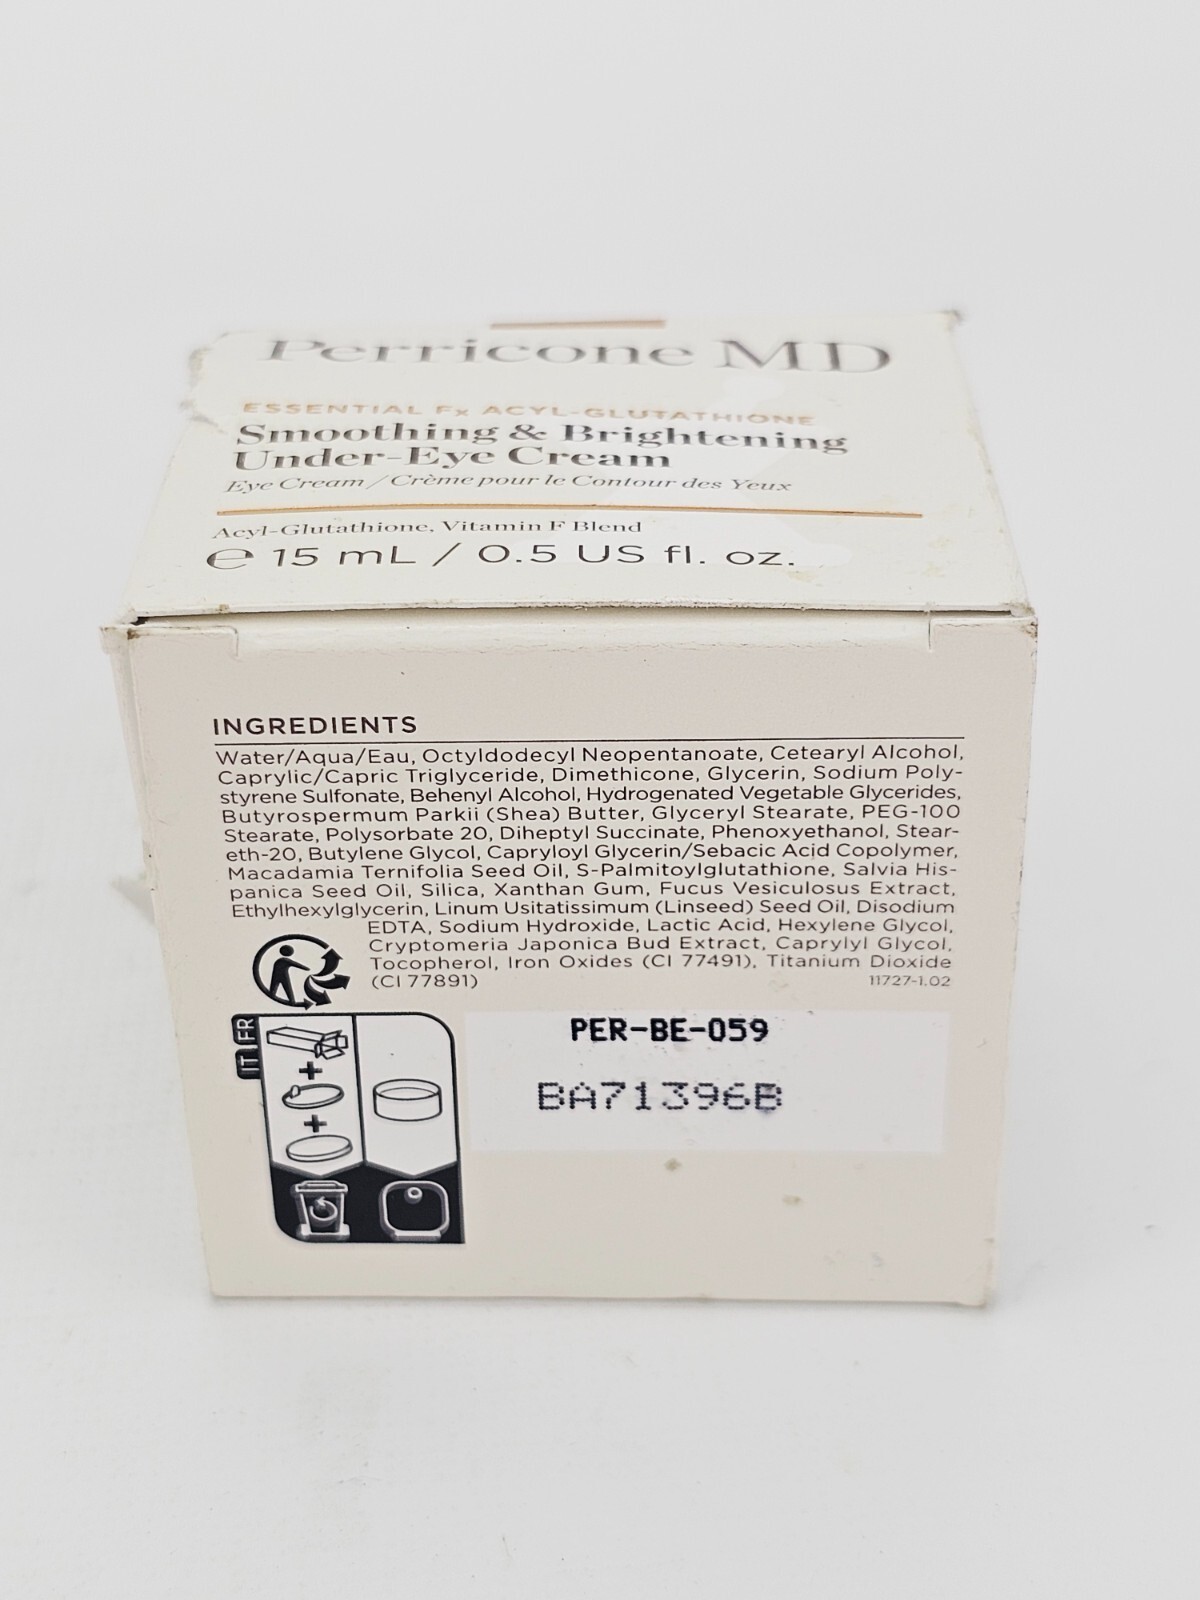 Perricone MD
ESSENTIAL Fx ACYL-GLUTATHIONE
Smoothing & Brightening
Under-Eye Cream
Eye Cream / Crème pour le Contour des Yeux
Acyl-Glutathione, Vitamin F Blend
℮ 15 mL / 0.5 US fl. oz.
INGREDIENTS
Water/Aqua/Eau, Octyldodecyl Neopentanoate, Cetearyl Alcohol,
Caprylic/Capric Triglyceride, Dimethicone, Glycerin, Sodium Poly-
styrene Sulfonate, Behenyl Alcohol, Hydrogenated Vegetable Glycerides,
Butyrospermum Parkii (Shea) Butter, Glyceryl Stearate, PEG-100
Stearate, Polysorbate 20, Diheptyl Succinate, Phenoxyethanol, Stear-
eth-20, Butylene Glycol, Capryloyl Glycerin/Sebacic Acid Copolymer,
Macadamia Ternifolia Seed Oil, S-Palmitoylglutathione, Salvia His-
panica Seed Oil, Silica, Xanthan Gum, Fucus Vesiculosus Extract,
Ethylhexylglycerin, Linum Usitatissimum (Linseed) Seed Oil, Disodium
EDTA, Sodium Hydroxide, Lactic Acid, Hexylene Glycol,
Cryptomeria Japonica Bud Extract, Caprylyl Glycol,
Tocopherol, Iron Oxides (CI 77491), Titanium Dioxide
(CI 77891)
11727-1.02
FR
IT
PER-BE-059
BA71396B